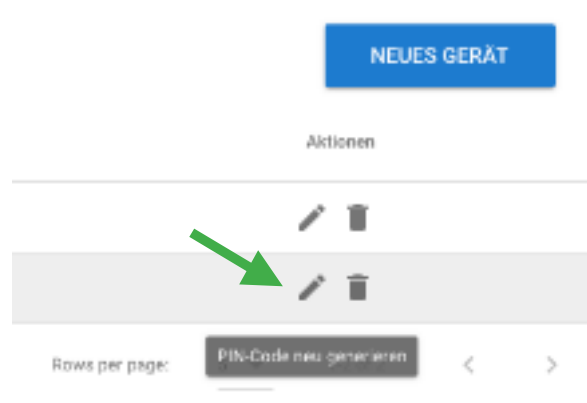 NEUES GERÄT
Aktionen
Rows per page:
PIN-Code neu generieren